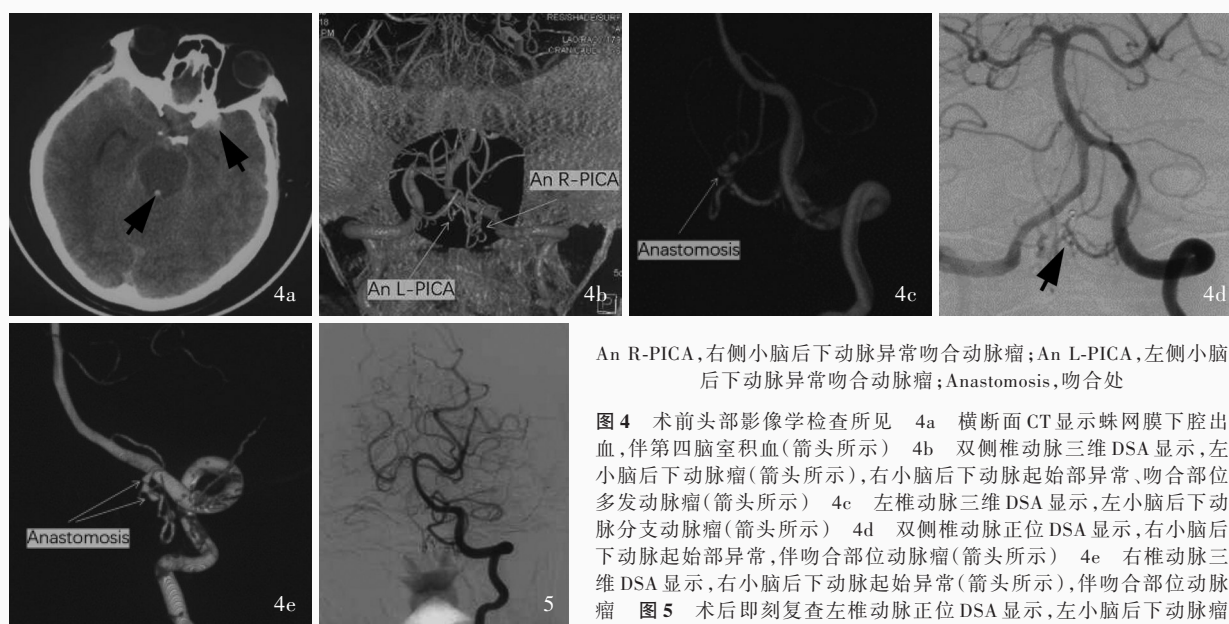 4a
18
PM
RES/SHADE/SURF
An R-PICA
An L-PICA
4b
Anastomosis
4c
4d
Anastomosis
4e
5
An R-PICA,右侧小脑后下动脉异常吻合动脉瘤;An L-PICA,左侧小脑
后下动脉异常吻合动脉瘤;Anastomosis,吻合处
图4 术前头部影像学检查所见 4a 横断面CT显示蛛网膜下腔出
血,伴第四脑室积血(箭头所示) 4b 双侧椎动脉三维DSA显示,左
小脑后下动脉瘤(箭头所示),右小脑后下动脉起始部异常、吻合部位
多发动脉瘤(箭头所示) 4c 左椎动脉三维DSA显示,左小脑后下动
脉分支动脉瘤(箭头所示) 4d 双侧椎动脉正位DSA显示,右小脑后
下动脉起始部异常,伴吻合部位动脉瘤(箭头所示) 4e 右椎动脉三
维DSA显示,右小脑后下动脉起始异常(箭头所示),伴吻合部位动脉
瘤 图5 术后即刻复查左椎动脉正位DSA显示,左小脑后下动脉瘤